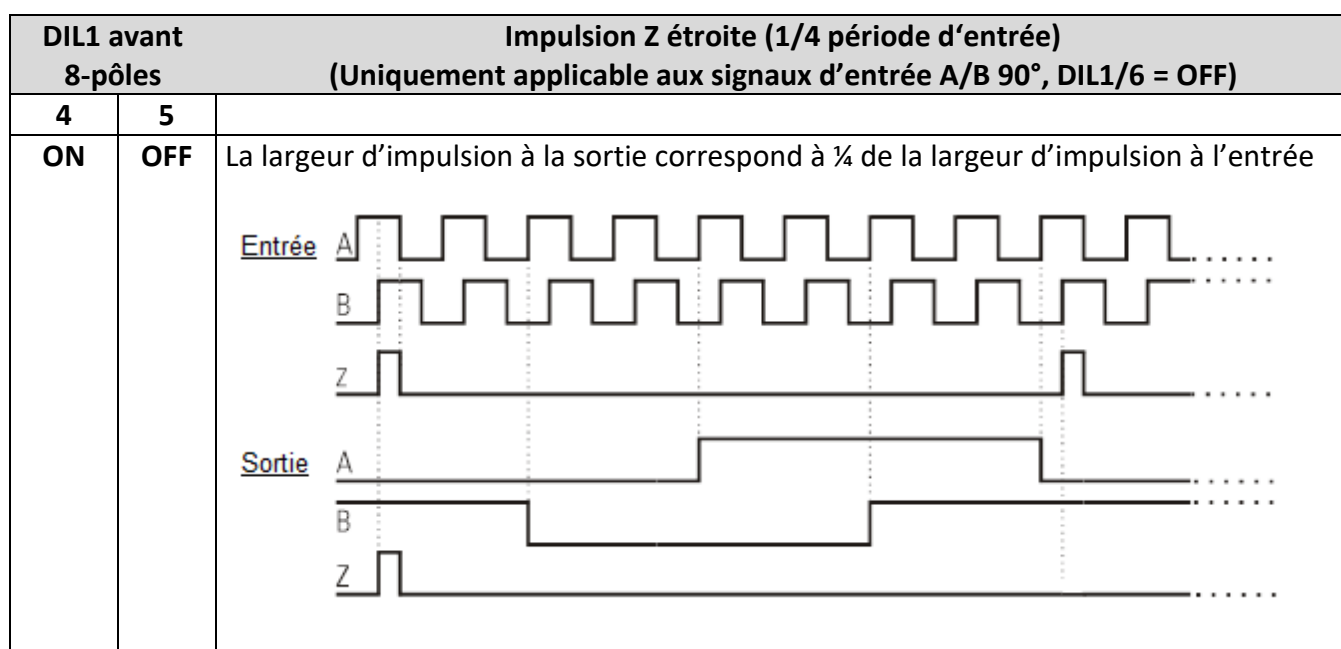 DIL1 avant
8-pôles
Impulsion Z étroite (1/4 période d‘entrée)
(Uniquement applicable aux signaux d’entrée A/B 90°, DIL1/6 = OFF)
4 5
ON OFF La largeur d’impulsion à la sortie correspond à ¼ de la largeur d’impulsion à l’entrée
Entrée A
B
Z
Sortie A
B
Z